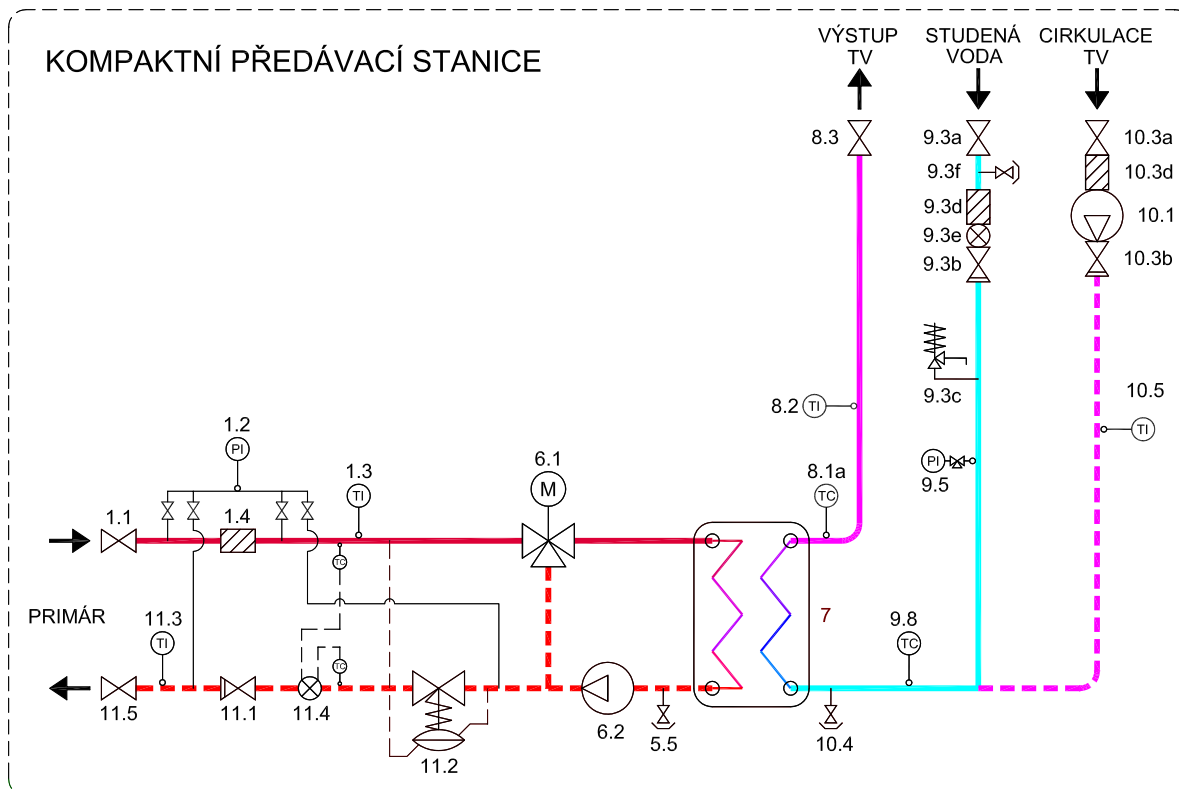 KOMPAKTNÍ PŘEDÁVACÍ STANICE
VÝSTUP
TV
STUDENÁ
VODA
CIRKULACE
TV
8.3
9.3a
10.3a
9.3f
10.3d
9.3d
10.1
9.3e
9.3b
10.3b
9.3c
10.5
8.2
TI
TI
1.2
PI
1.3
TI
6.1
M
8.1a
TC
PI
9.5
1.1
1.4
TC
PRIMÁR
11.3
TI
7
9.8
TC
TC
11.5
11.1
11.4
11.2
6.2
5.5
10.4